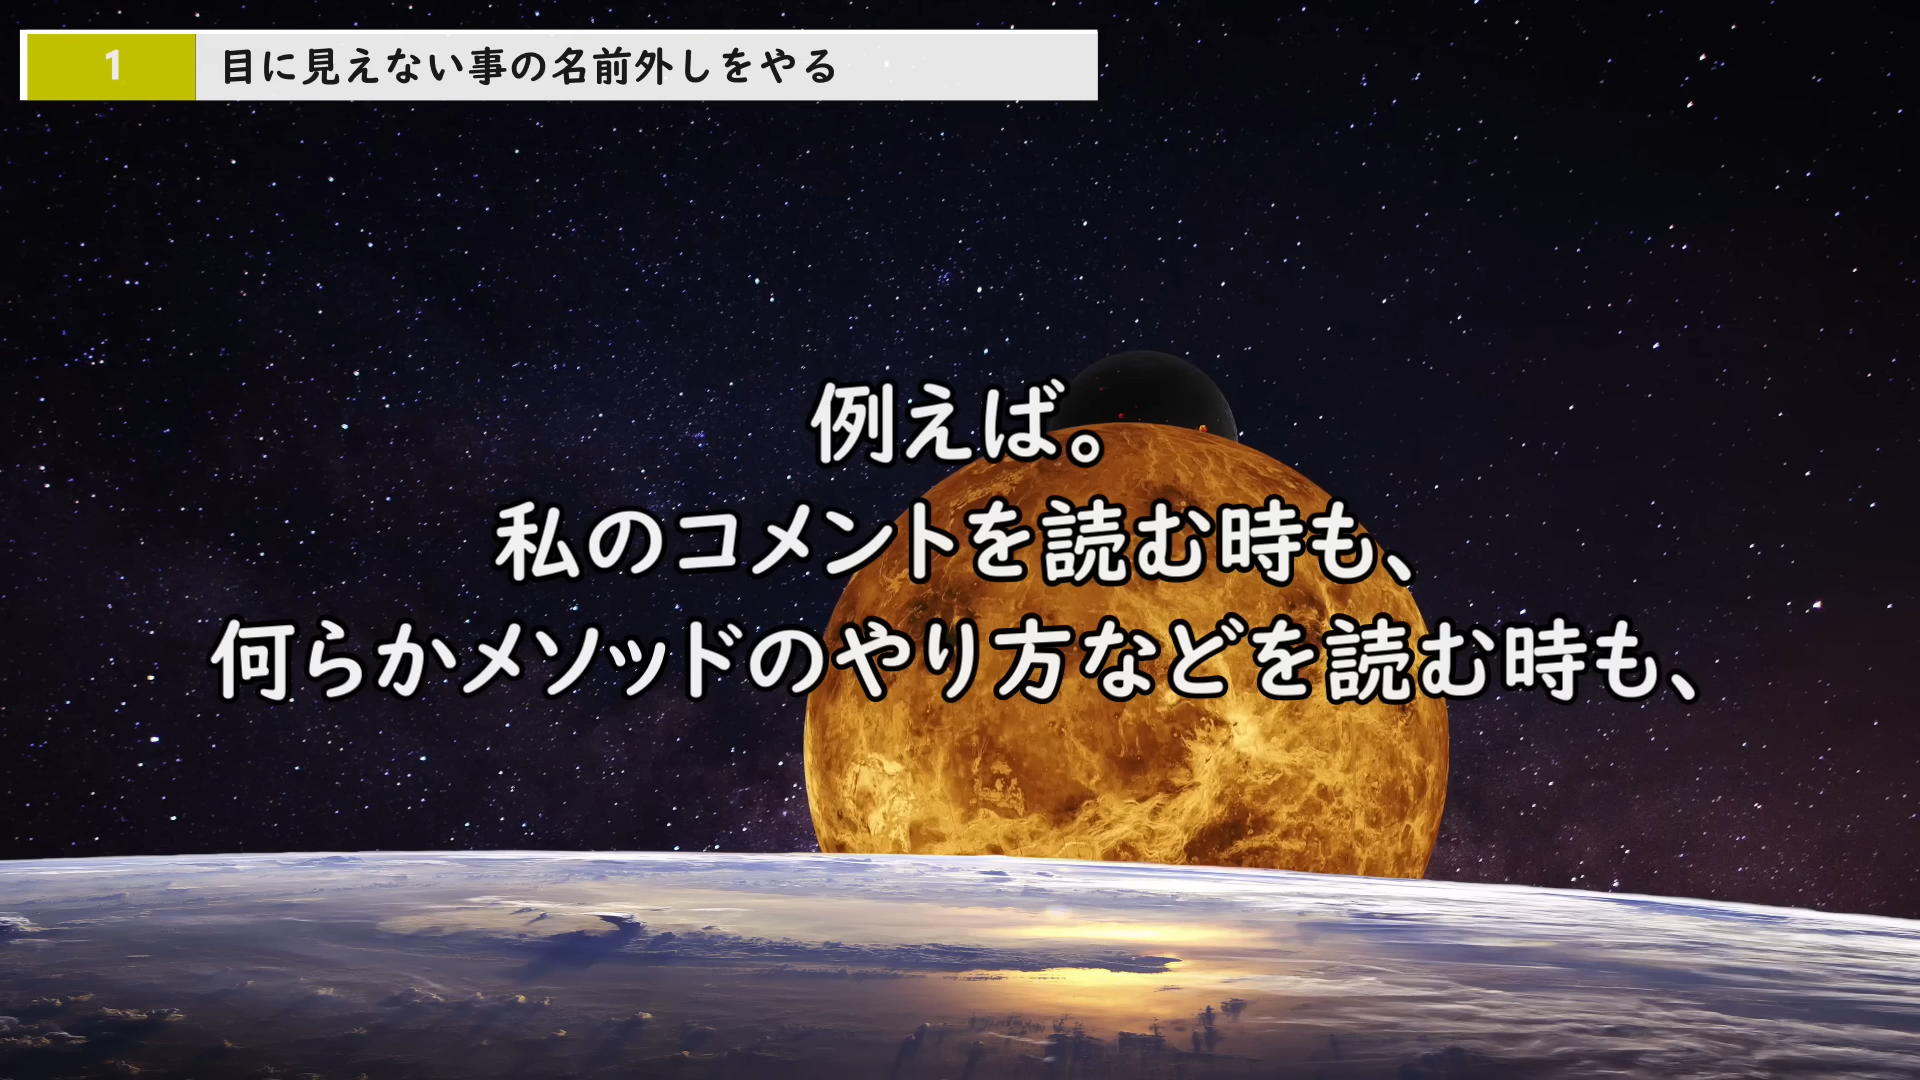 1
目に見えない事の名前外しをやる
例えば。
私のコメントを読む時も、
何らかメソッドのやり方などを読む時も、